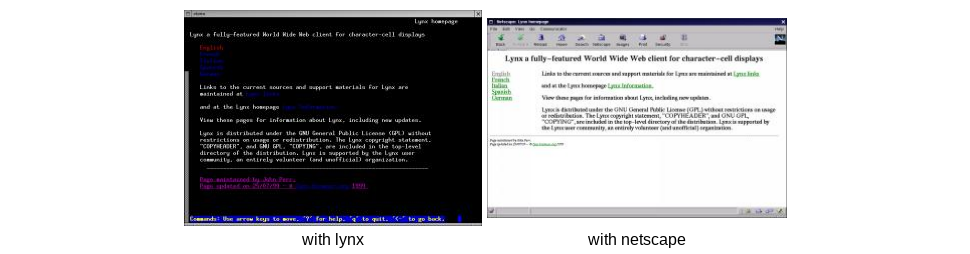 Lynx homepage
Lynx a fully-featured World Wide Web client for character-cell displays
English
Links to the current sources and support materials for Lynx are
maintained at Lynx links
and at the Lynx homepage Lynx Information.
View these pages for information about Lynx, including new updates.
Lynx is distributed under the GNU General Public License (GPL) without
restrictions on usage or redistribution. The Lynx copyright statement,
"COPYHEADER", and GNU GPL, "COPYING", are included in the top-level
directory of the distribution. Lynx is supported by the Lynx user
community, an entirely volunteer (and unofficial) organization.
Page maintained by John Perr.
Page updated on 25/07/99
1999
Commands: Use arrow keys to move, '?' for help, 'q' to quit, '<-' to go back.
with lynx
Netscape: Lynx homepage
File Edit View Go Communicator Help
Back Reload Home Search Netscape Images Print Security
Lynx a fully-featured World Wide Web client for character-cell displays
English
French
Italian
Spanish
German
Links to the current sources and support materials for Lynx are maintained at Lynx links
and at the Lynx homepage Lynx Information.
View these pages for information about Lynx, including new updates.
Lynx is distributed under the GNU General Public License (GPL) without restrictions on usage
or redistribution. The Lynx copyright statement, "COPYHEADER", and GNU GPL,
"COPYING", are included in the top-level directory of the distribution. Lynx is supported by
the Lynx user community, an entirely volunteer (and unofficial) organization.
with netscape